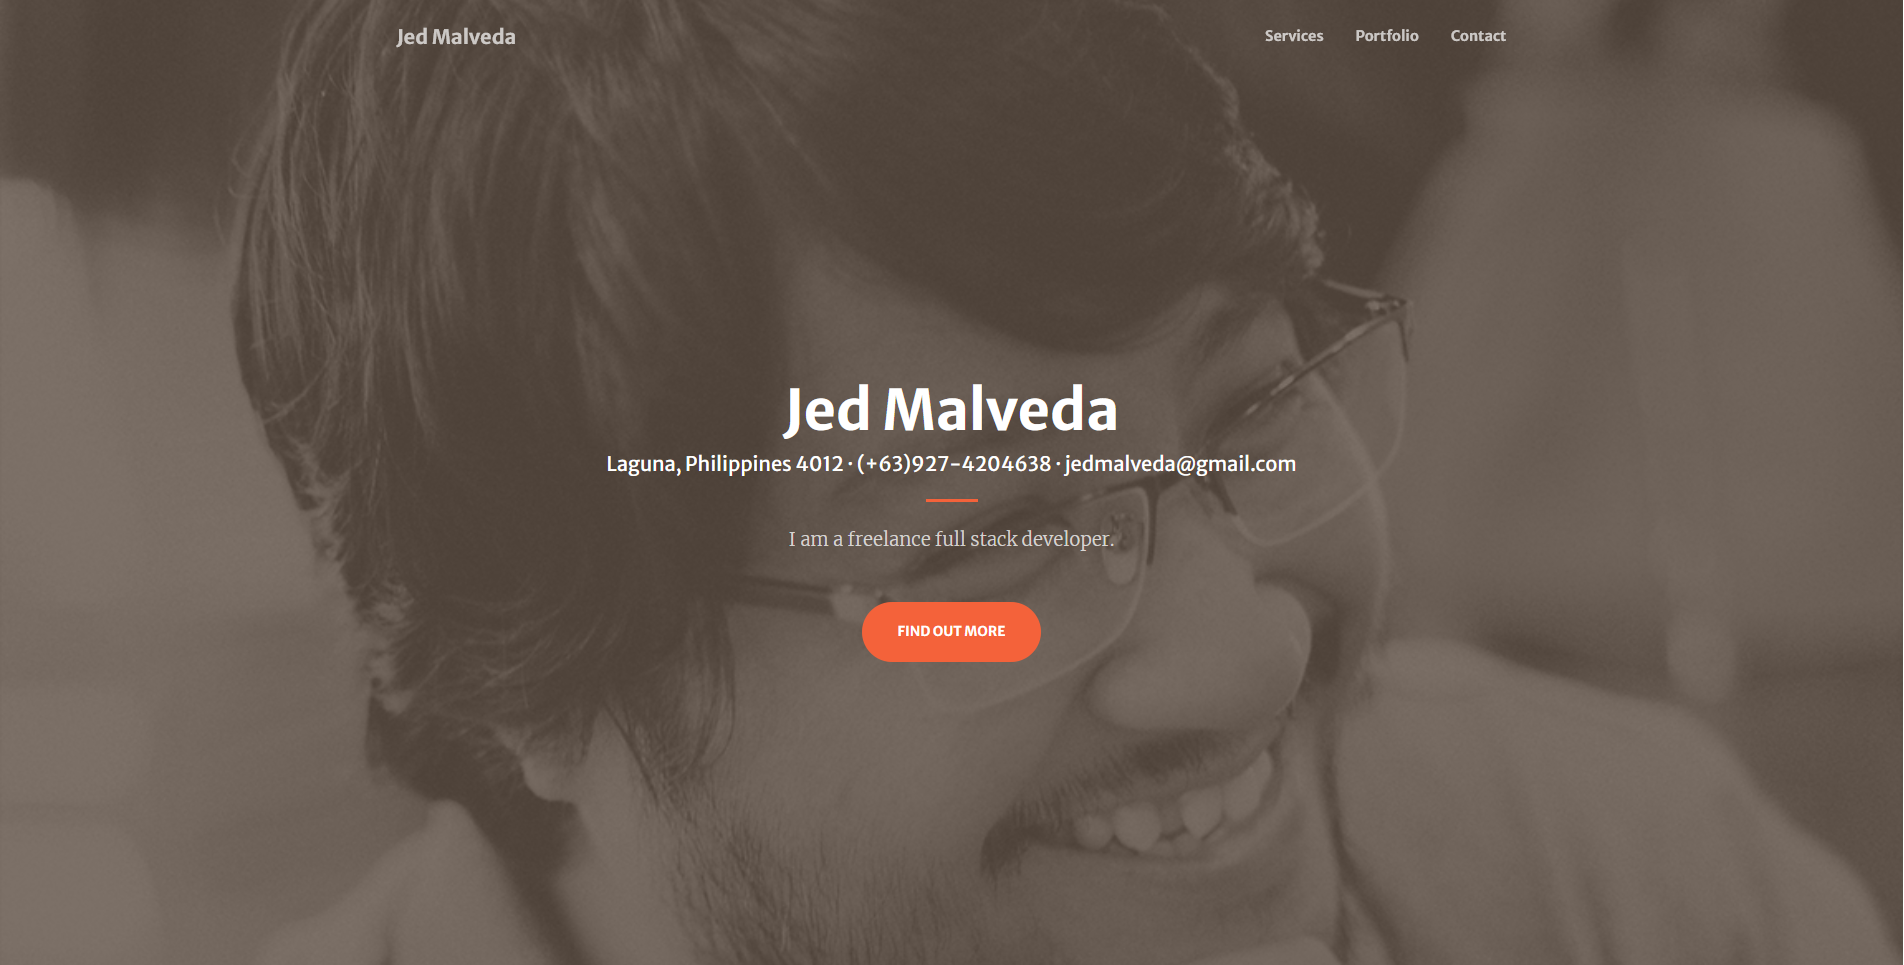 Jed Malveda
Services Portfolio Contact
Jed Malveda
Laguna, Philippines 4012 · (+63)927-4204638 · jedmalveda@gmail.com
I am a freelance full stack developer.
FIND OUT MORE